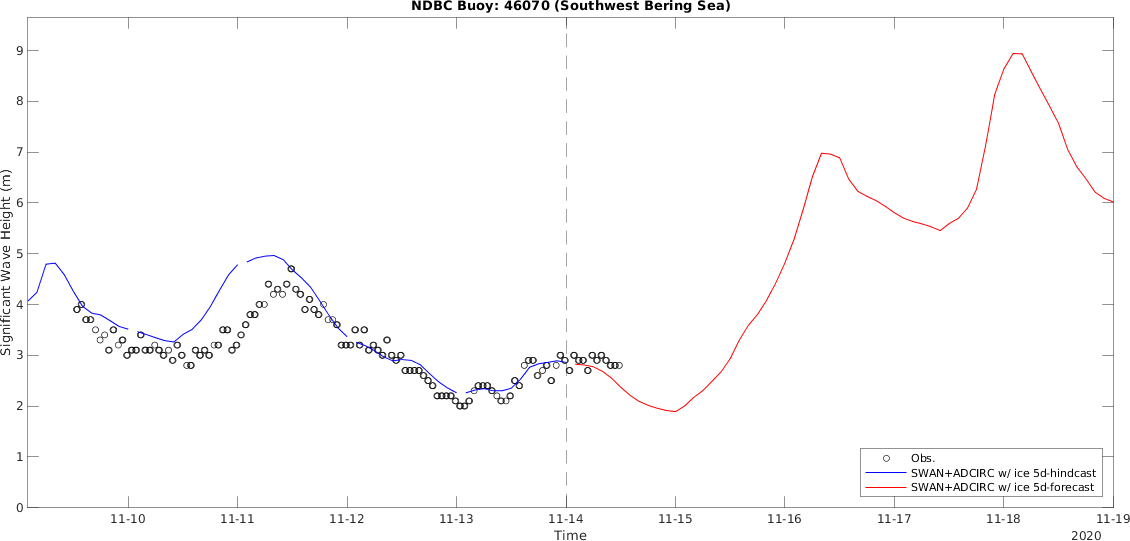 NDBC Buoy: 46070 (Southwest Bering Sea)
Significant Wave Height (m)
9
8
7
6
5
4
3
2
1
0
Obs.
SWAN+ADCIRC w/ ice 5d-hindcast
SWAN+ADCIRC w/ ice 5d-forecast
11-10 11-11 11-12 11-13 11-14 11-15 11-16 11-17 11-18 11-19
Time 2020